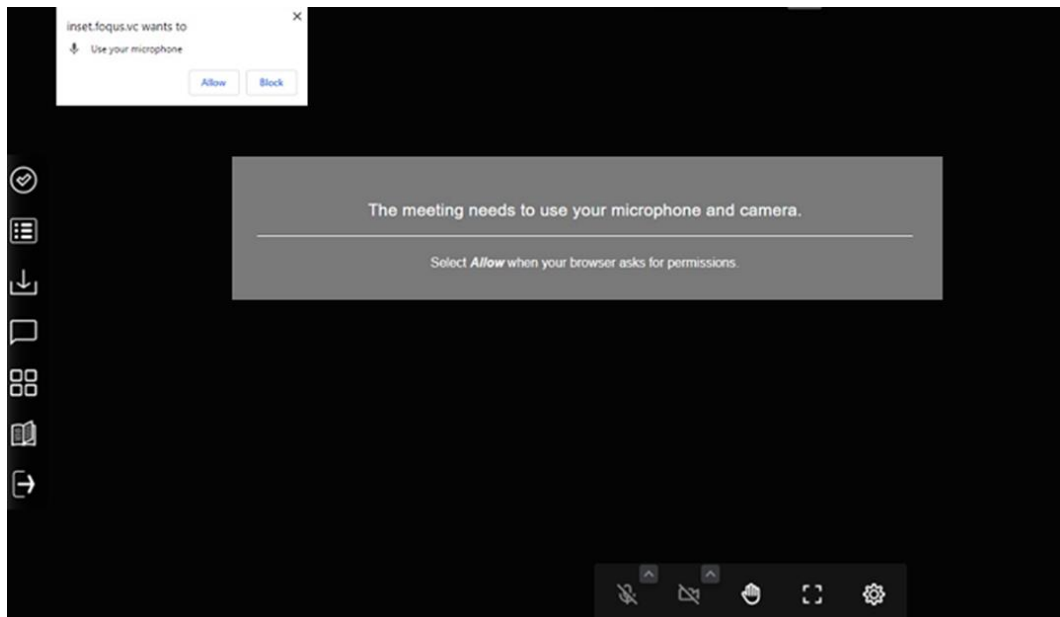 inset.foqus.vc wants to
Use your microphone
Allow Block
The meeting needs to use your microphone and camera.
Select Allow when your browser asks for permissions.